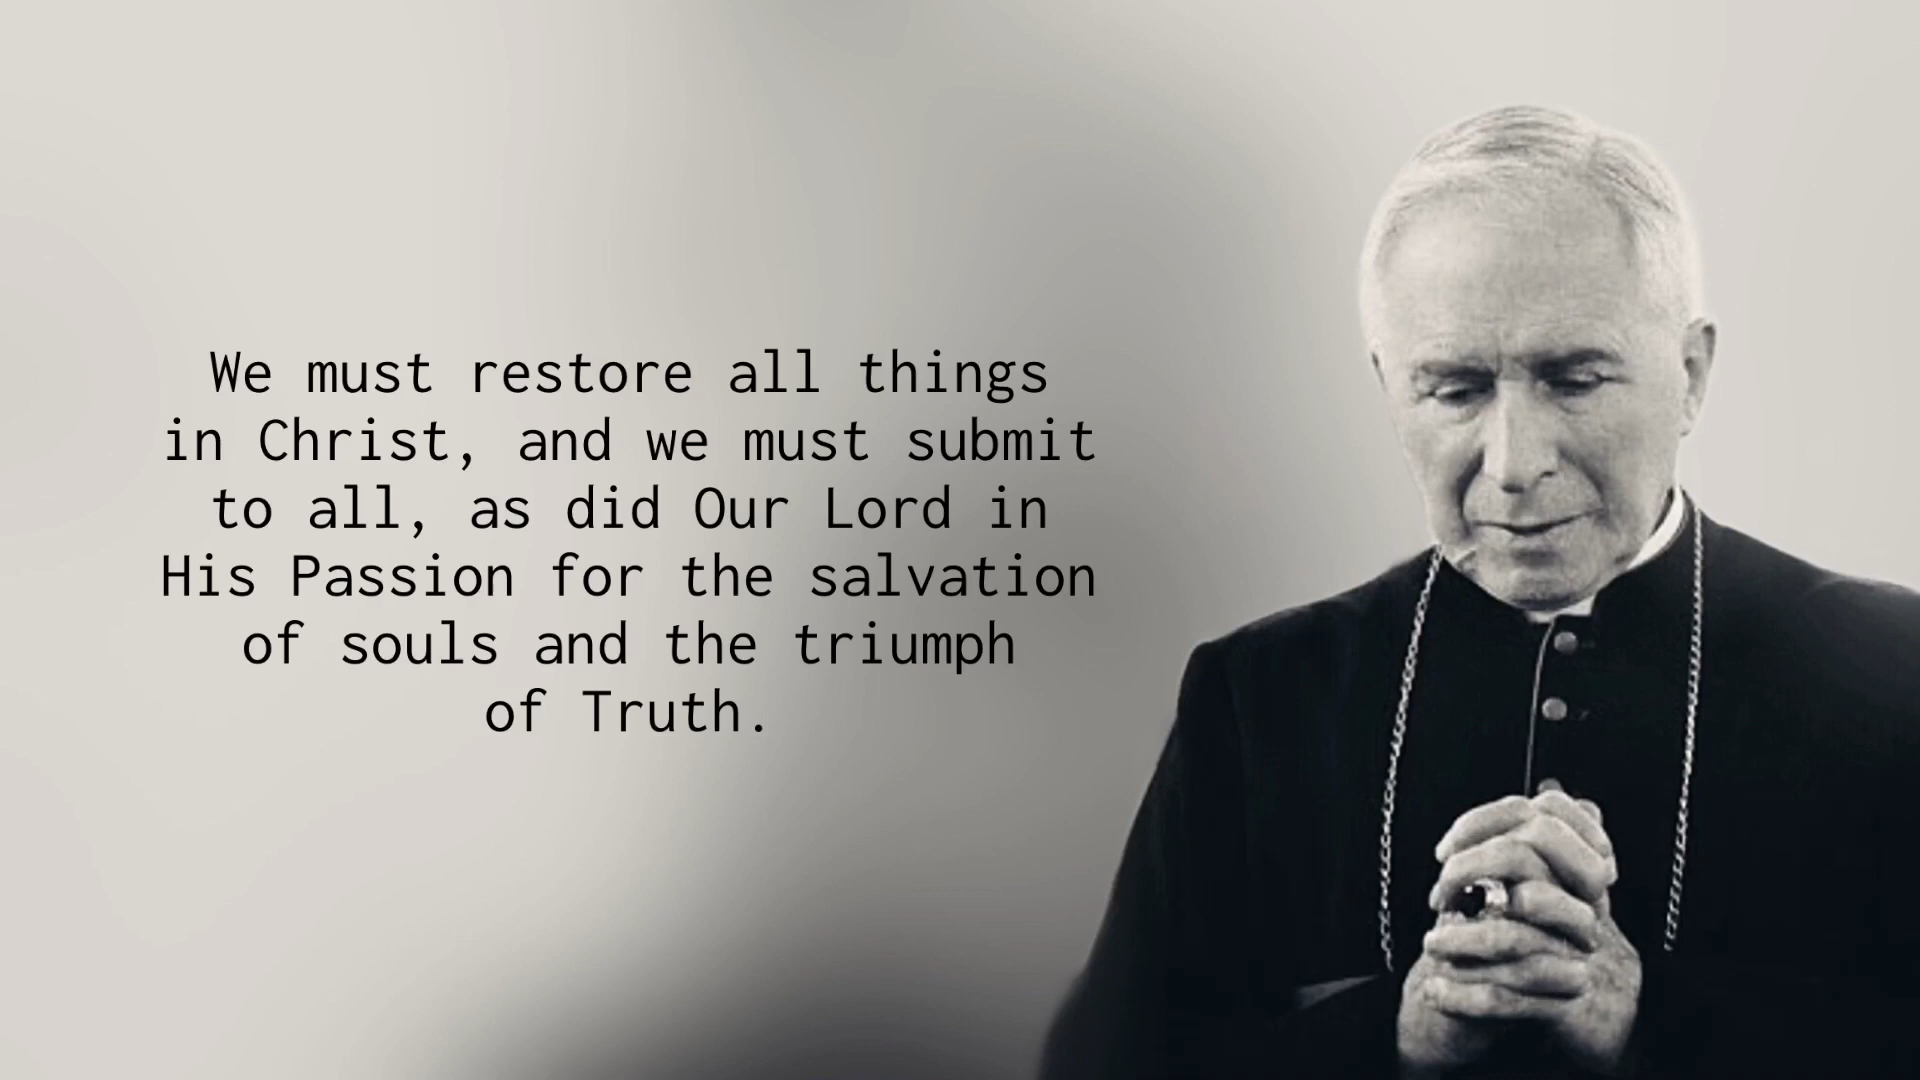 We must restore all things
in Christ, and we must submit
to all, as did Our Lord in
His Passion for the salvation
of souls and the triumph
of Truth.